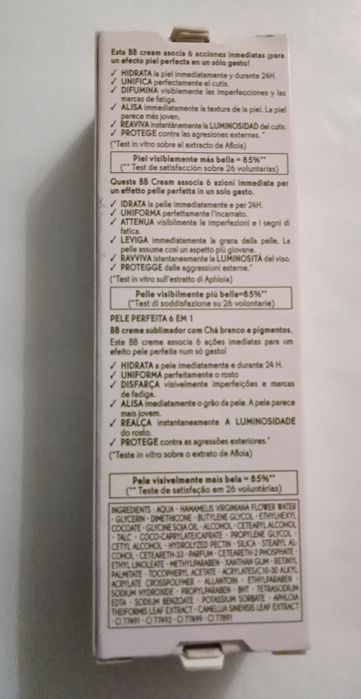 Esta BB cream asocia 6 acciones inmediatas ¡para
un efecto piel perfecta en un sólo gesto!
✓ HIDRATA la piel inmediatamente y durante 24H.
✓ UNIFICA perfectamente el cutis.
✓ DIFUMINA visiblemente las imperfecciones y las
marcas de fatiga.
✓ ALISA inmediatamente la textura de la piel. La piel
parece más joven.
✓ REAVIVA instantáneamente la LUMINOSIDAD del cutis.
✓ PROTEGE contra las agresiones externas.*
(*Test in vitro sobre el extracto de Afloia)
Piel visiblemente más bella = 85%**
(** Test de satisfacción sobre 26 voluntarias)
Questa BB Cream associa 6 azioni immediate per
un effetto pelle perfetta in un solo gesto.
✓ IDRATA la pelle immediatamente e per 24H.
✓ UNIFORMA perfettamente l'incarnato.
✓ ATTENUA visibilmente le imperfezioni e i segni di
fatica.
✓ LEVIGA immediatamente la grana della pelle. La
pelle assume così un aspetto più giovane.
✓ RAVVIVA istantaneamente la LUMINOSITÀ del viso.
✓ PROTEGGE dalle aggressioni esterne.*
(*Test in vitro sull'estratto di Aphloia)
Pelle visibilmente più bella=85%**
(**Test di soddisfazione su 26 volontarie)
PELE PERFEITA 6 EM 1
BB creme sublimador com Chá branco e pigmentos.
Este BB creme associa 6 ações imediatas para um
efeito pele perfeita num só gesto!
✓ HIDRATA a pele imediatamente e durante 24 H.
✓ UNIFORMA perfeitamente o rosto
✓ DISFARÇA visivelmente imperfeições e marcas
de fadiga.
✓ ALISA imediatamente o grão da pele. A pele parece
mais jovem.
✓ REALÇA instantaneamente A LUMINOSIDADE
do rosto.
✓ PROTEGE contra as agressões exteriores.*
(*Teste in vitro sobre o extrato de Aphloia)
Pele visivelmente mais bela = 85%**
(** Teste de satisfação em 26 voluntárias)
INGREDIENTS : AQUA · HAMAMELIS VIRGINIANA FLOWER WATER
· GLYCERIN · DIMETHICONE · BUTYLENE GLYCOL · ETHYLHEXYL
COCOATE · GLYCINE SOJA OIL · ALCOHOL · CETEARYL ALCOHOL
· TALC · COCO-CAPRYLATE/CAPRATE · PROPYLENE GLYCOL ·
CETYL ALCOHOL · HYDROLYZED PECTIN · SILICA · STEARYL AL-
COHOL · CETEARETH-33 · PARFUM · CETEARETH-2 PHOSPHATE ·
ETHYL LINOLEATE · METHYLPARABEN · XANTHAN GUM · RETINYL
PALMITATE · TOCOPHERYL ACETATE · ACRYLATES/C10-30 ALKYL
ACRYLATE CROSSPOLYMER · ALLANTOIN · ETHYLPARABEN ·
SODIUM HYDROXIDE · PROPYLPARABEN · BHT · TETRASODIUM
EDTA · SODIUM BENZOATE · POTASSIUM SORBATE · APHLOIA
THEIFORMIS LEAF EXTRACT · CAMELLIA SINENSIS LEAF EXTRACT
· CI 77491 · CI 77492 · CI 77499 · CI 77891